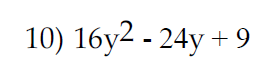 10) 16y² - 24y + 9